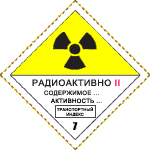 РАДИОАКТИВНО II
СОДЕРЖИМОЕ ...
АКТИВНОСТЬ ...
ТРАНСПОРТНЫЙ
ИНДЕКС
7